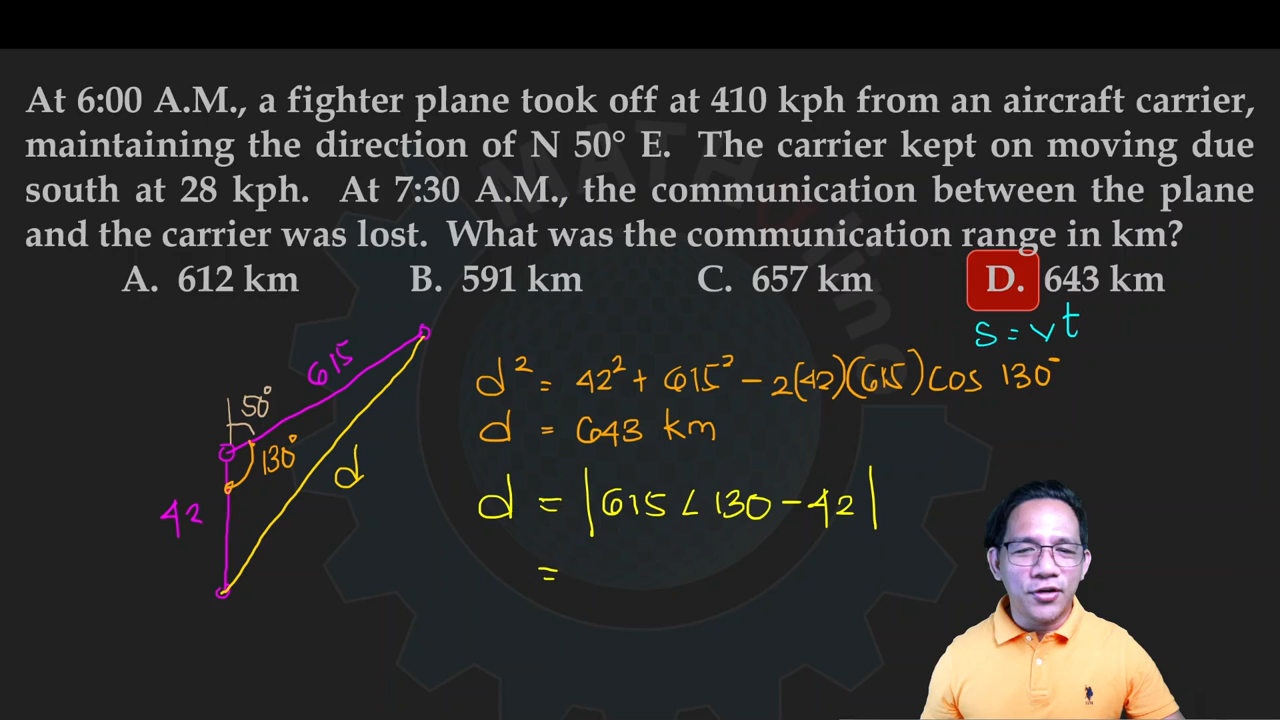 At 6:00 A.M., a fighter plane took off at 410 kph from an aircraft carrier,
maintaining the direction of N 50° E. The carrier kept on moving due
south at 28 kph. At 7:30 A.M., the communication between the plane
and the carrier was lost. What was the communication range in km?
A. 612 km B. 591 km C. 657 km D. 643 km
S = vt
615
50°
130°
d
42
d² = 42² + 615² - 2(42)(615) cos 130°
d = 643 km
d = |615 ∠ 130 - 42|
=
MATH
line